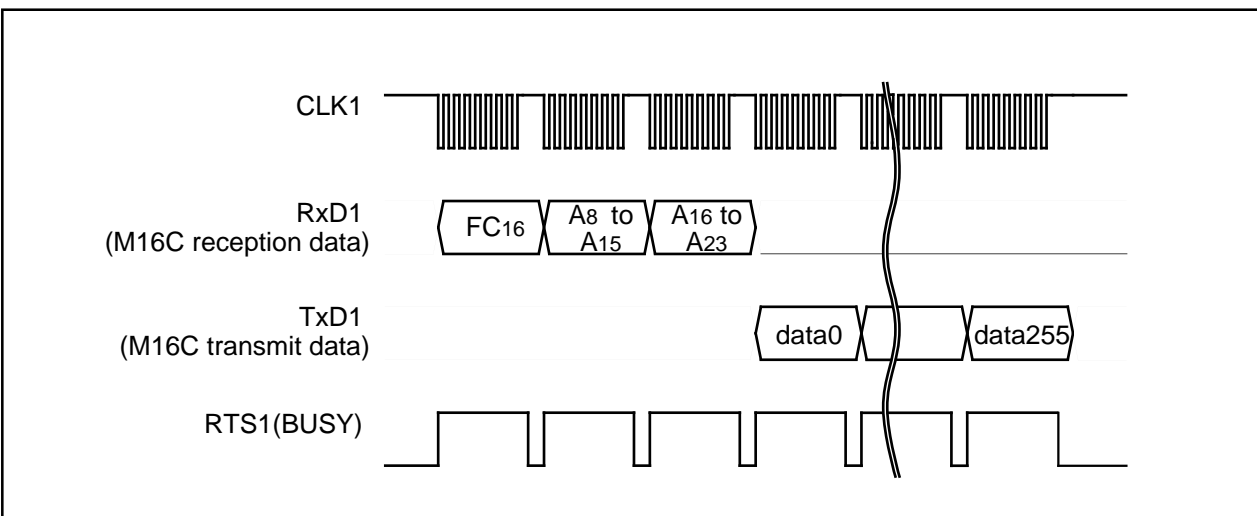 CLK1
RxD1
(M16C reception data)
FC16
A8 to
A15
A16 to
A23
TxD1
(M16C transmit data)
data0
data255
RTS1(BUSY)